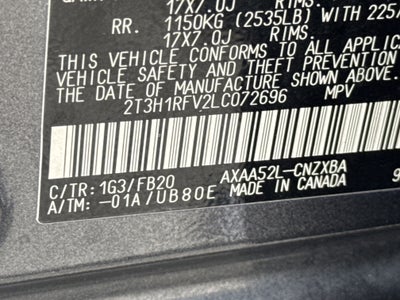 17X7.0J RIMS.
RR. 1150KG (2535LB) WITH 225/
17X7.0J RIMS.
THIS VEHICLE CONFORMS TO ALL APPLICABLE
VEHICLE SAFETY AND THEFT PREVENTION
THE DATE OF MANUFACTURE SHOWN ABOVE.
2T3H1RFV2LC072696 MPV
C/TR: 1G3/FB20 AXAA52L-CNZXBA
A/TM: -01A/UB80E MADE IN CANADA